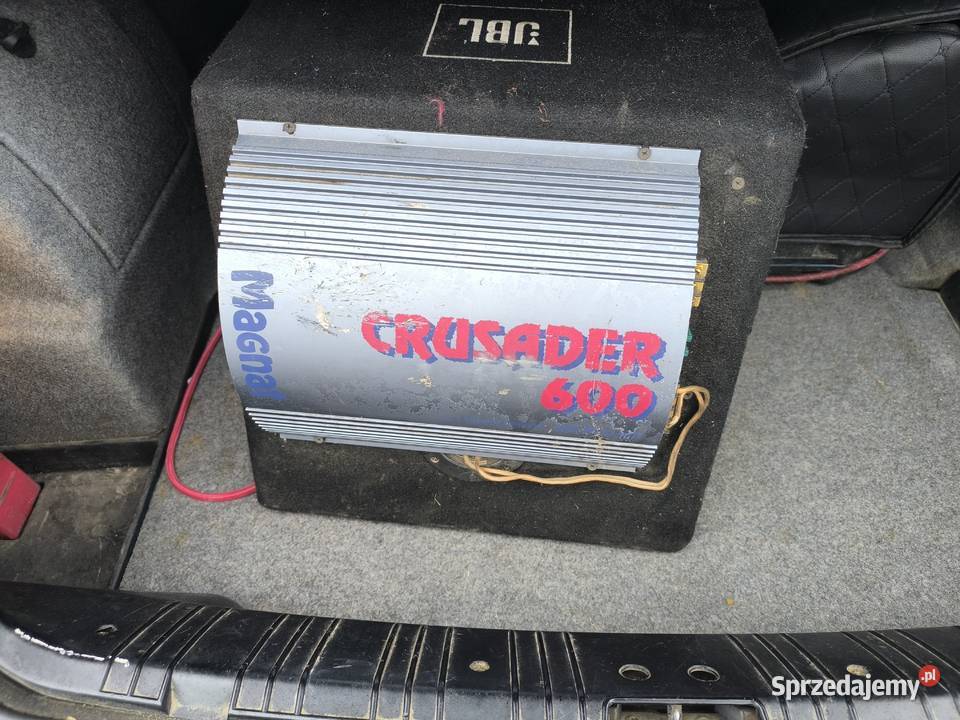 JBL
Magnat
CRUSADER
600
Sprzedajemy.pl